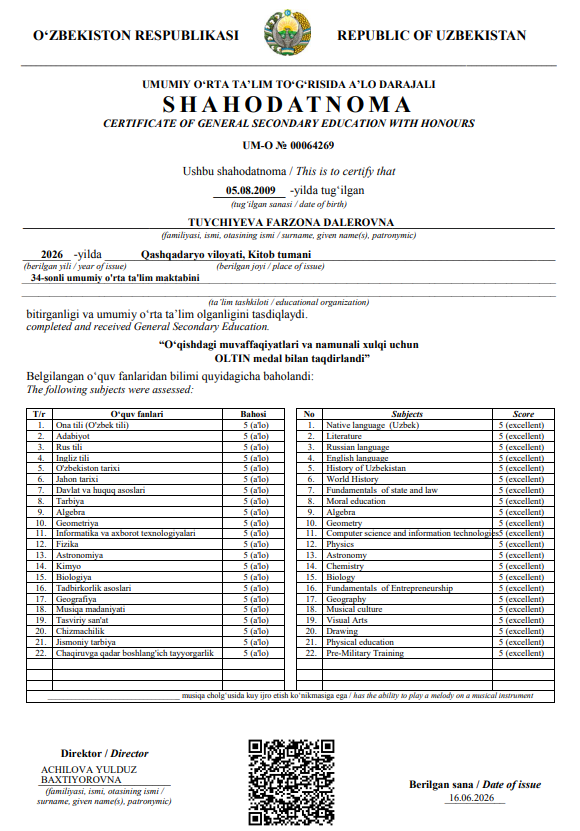 O‘ZBEKISTON RESPUBLIKASI REPUBLIC OF UZBEKISTAN
UMUMIY O‘RTA TA’LIM TO‘G‘RISIDA A’LO DARAJALI
SHAHODATNOMA
CERTIFICATE OF GENERAL SECONDARY EDUCATION WITH HONOURS
UM-O № 00064269
Ushbu shahodatnoma / This is to certify that
05.08.2009 -yilda tug‘ilgan
(tug‘ilgan sanasi / date of birth)
TUYCHIYEVA FARZONA DALEROVNA
(familiyasi, ismi, otasining ismi / surname, given name(s), patronymic)
2026 -yilda Qashqadaryo viloyati, Kitob tumani
(berilgan yili / year of issue) (berilgan joyi / place of issue)
34-sonli umumiy o'rta ta'lim maktabini
(ta’lim tashkiloti / educational organization)
bitirganligi va umumiy o‘rta ta’lim olganligini tasdiqlaydi.
completed and received General Secondary Education.
“O‘qishdagi muvaffaqiyatlari va namunali xulqi uchun
OLTIN medal bilan taqdirlandi”
Belgilangan o‘quv fanlaridan bilimi quyidagicha baholandi:
The following subjects were assessed:
T/r O‘quv fanlari Bahosi No Subjects Score
1. Ona tili (O'zbek tili) 5 (a'lo) 1. Native language (Uzbek) 5 (excellent)
2. Adabiyot 5 (a'lo) 2. Literature 5 (excellent)
3. Rus tili 5 (a'lo) 3. Russian language 5 (excellent)
4. Ingliz tili 5 (a'lo) 4. English language 5 (excellent)
5. O'zbekiston tarixi 5 (a'lo) 5. History of Uzbekistan 5 (excellent)
6. Jahon tarixi 5 (a'lo) 6. World History 5 (excellent)
7. Davlat va huquq asoslari 5 (a'lo) 7. Fundamentals of state and law 5 (excellent)
8. Tarbiya 5 (a'lo) 8. Moral education 5 (excellent)
9. Algebra 5 (a'lo) 9. Algebra 5 (excellent)
10. Geometriya 5 (a'lo) 10. Geometry 5 (excellent)
11. Informatika va axborot texnologiyalari 5 (a'lo) 11. Computer science and information technologies 5 (excellent)
12. Fizika 5 (a'lo) 12. Physics 5 (excellent)
13. Astronomiya 5 (a'lo) 13. Astronomy 5 (excellent)
14. Kimyo 5 (a'lo) 14. Chemistry 5 (excellent)
15. Biologiya 5 (a'lo) 15. Biology 5 (excellent)
16. Tadbirkorlik asoslari 5 (a'lo) 16. Fundamentals of Entrepreneurship 5 (excellent)
17. Geografiya 5 (a'lo) 17. Geography 5 (excellent)
18. Musiqa madaniyati 5 (a'lo) 18. Musical culture 5 (excellent)
19. Tasviriy san'at 5 (a'lo) 19. Visual Arts 5 (excellent)
20. Chizmachilik 5 (a'lo) 20. Drawing 5 (excellent)
21. Jismoniy tarbiya 5 (a'lo) 21. Physical education 5 (excellent)
22. Chaqiruvga qadar boshlang'ich tayyorgarlik 5 (a'lo) 22. Pre-Military Training 5 (excellent)
musiqa cholg‘usida kuy ijro etish ko‘nikmasiga ega / has the ability to play a melody on a musical instrument
Direktor / Director
ACHILOVA YULDUZ
BAXTIYOROVNA
(familiyasi, ismi, otasining ismi /
surname, given name(s), patronymic)
Berilgan sana / Date of issue
16.06.2026